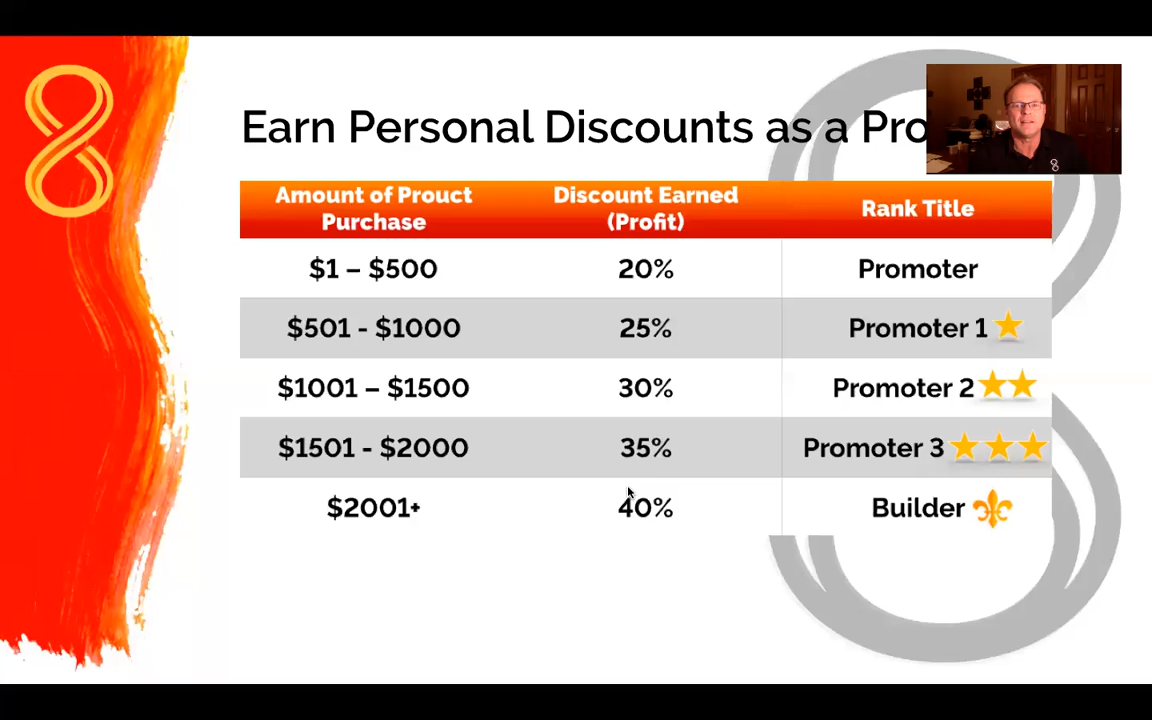 Earn Personal Discounts as a Pro
Amount of Prouct Discount Earned Rank Title
Purchase (Profit)
$1 – $500 20% Promoter
$501 - $1000 25% Promoter 1
$1001 – $1500 30% Promoter 2
$1501 - $2000 35% Promoter 3
$2001+ 40% Builder